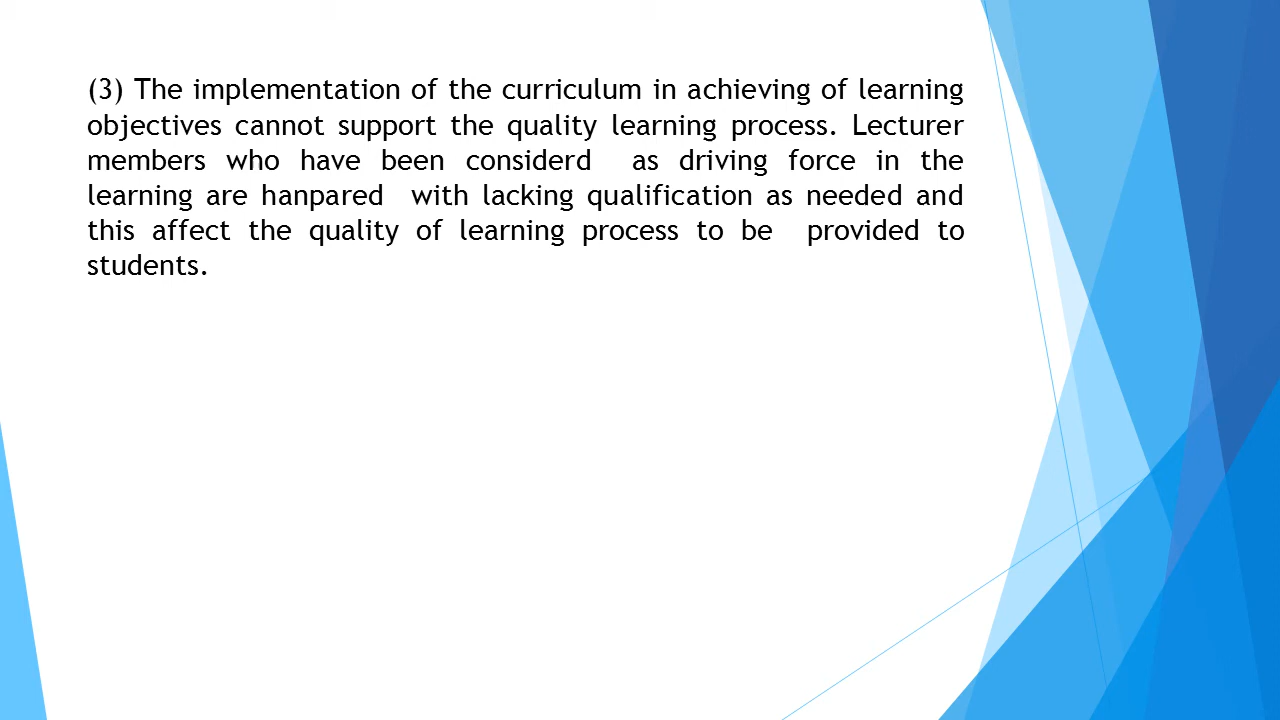 (3) The implementation of the curriculum in achieving of learning
objectives cannot support the quality learning process. Lecturer
members who have been considerd as driving force in the
learning are hanpared with lacking qualification as needed and
this affect the quality of learning process to be provided to
students.